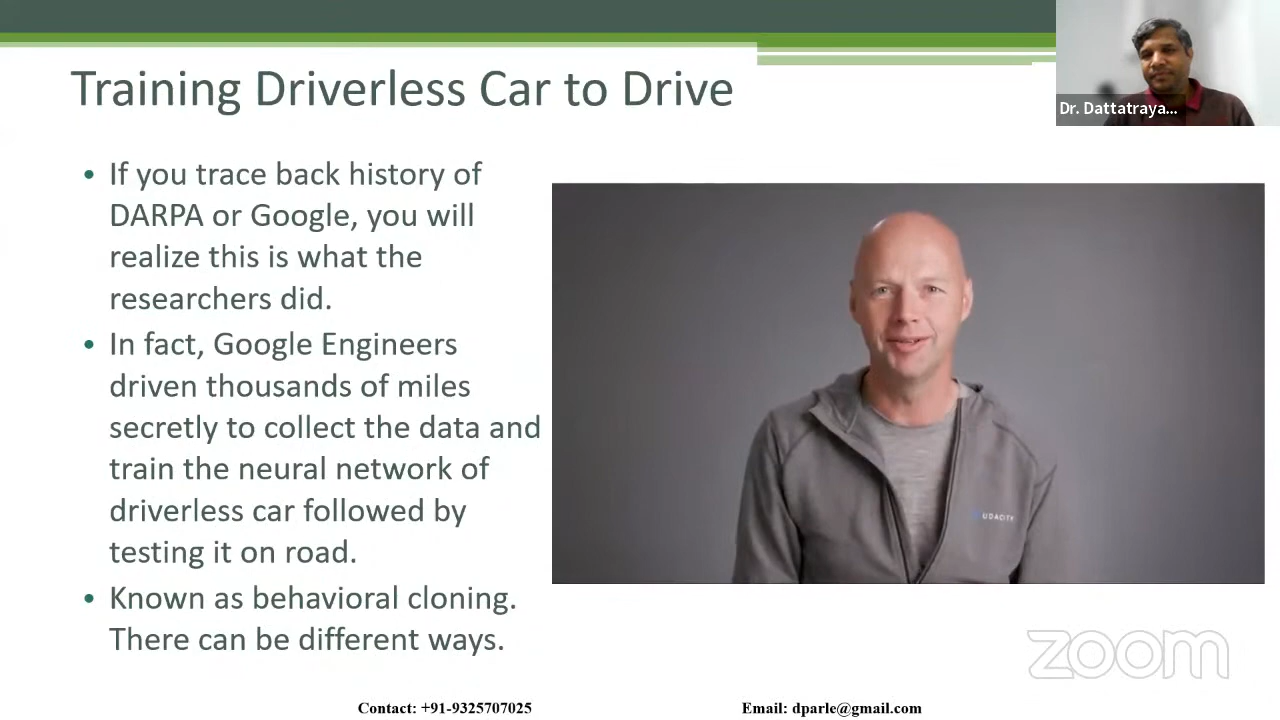 Training Driverless Car to Drive
Dr. Dattatraya...
• If you trace back history of
DARPA or Google, you will
realize this is what the
researchers did.
• In fact, Google Engineers
driven thousands of miles
secretly to collect the data and
train the neural network of
driverless car followed by
testing it on road.
• Known as behavioral cloning.
There can be different ways.
UDACITY
zoom
Contact: +91-9325707025
Email: dparle@gmail.com